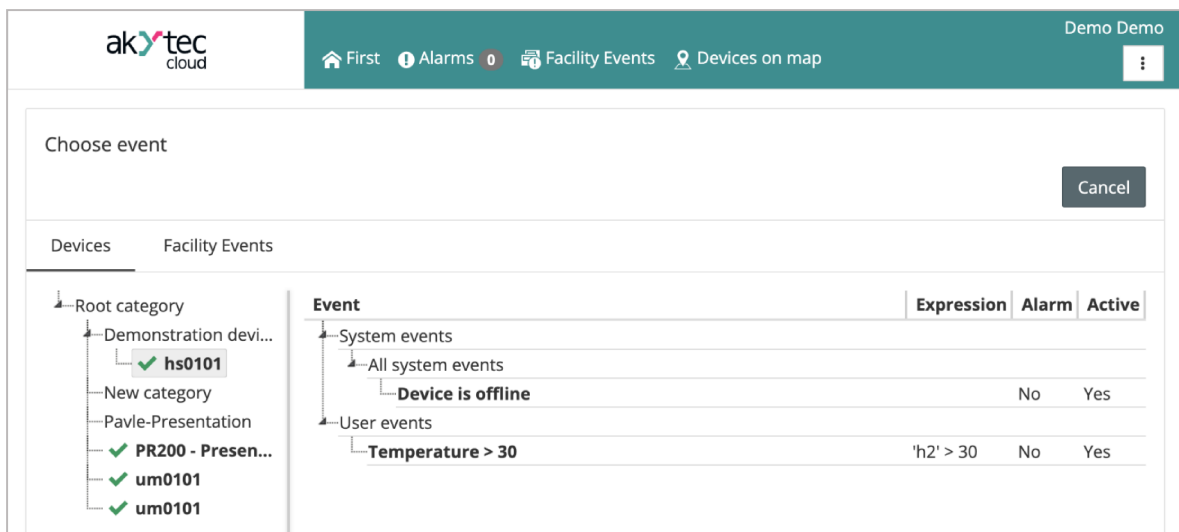 akytec
cloud
First Alarms 0 Facility Events Devices on map
Demo Demo
Choose event
Cancel
Devices Facility Events
Root category
Demonstration devi...
hs0101
New category
Pavle-Presentation
PR200 - Presen...
um0101
um0101
Event Expression Alarm Active
System events
All system events
Device is offline No Yes
User events
Temperature > 30 'h2' > 30 No Yes